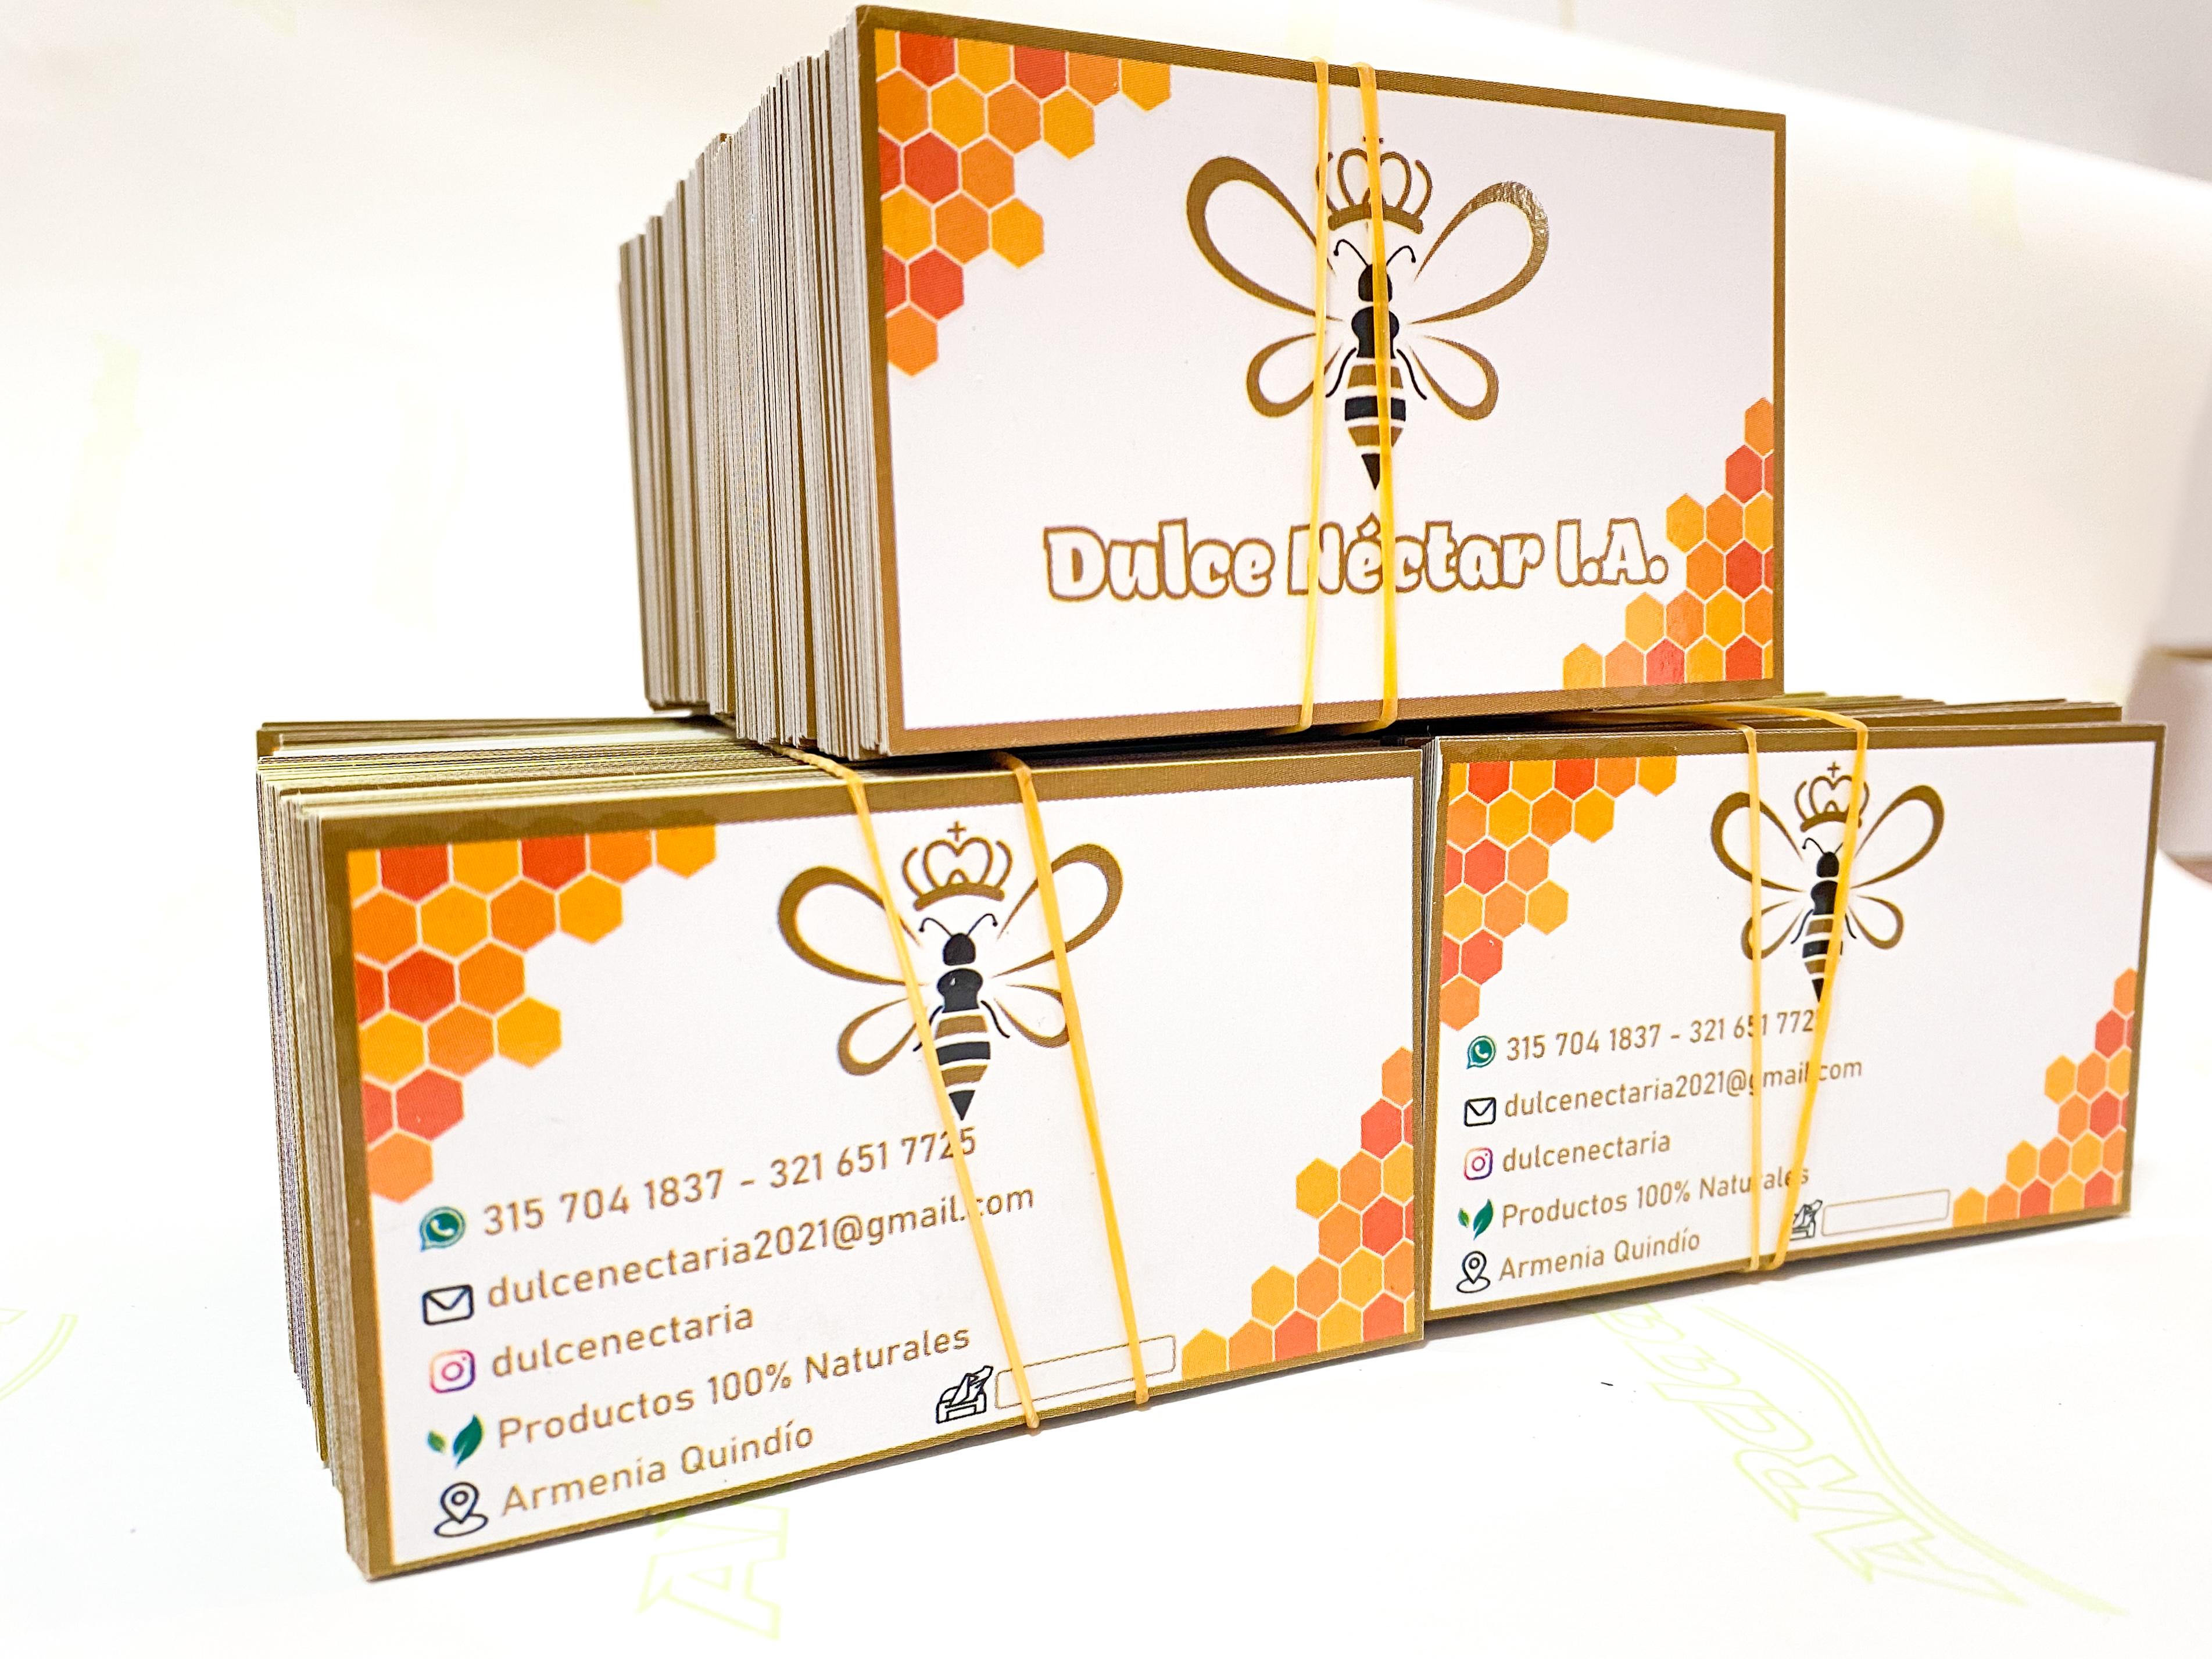 Dulce Néctar I.A.
315 704 1837 - 321 651 7725
dulcenectaria2021@gmail.com
dulcenectaria
Productos 100% Naturales
Armenia Quindío
315 704 1837 - 321 651 772
dulcenectaria2021@gmail.com
dulcenectaria
Productos 100% Naturales
Armenia Quindío